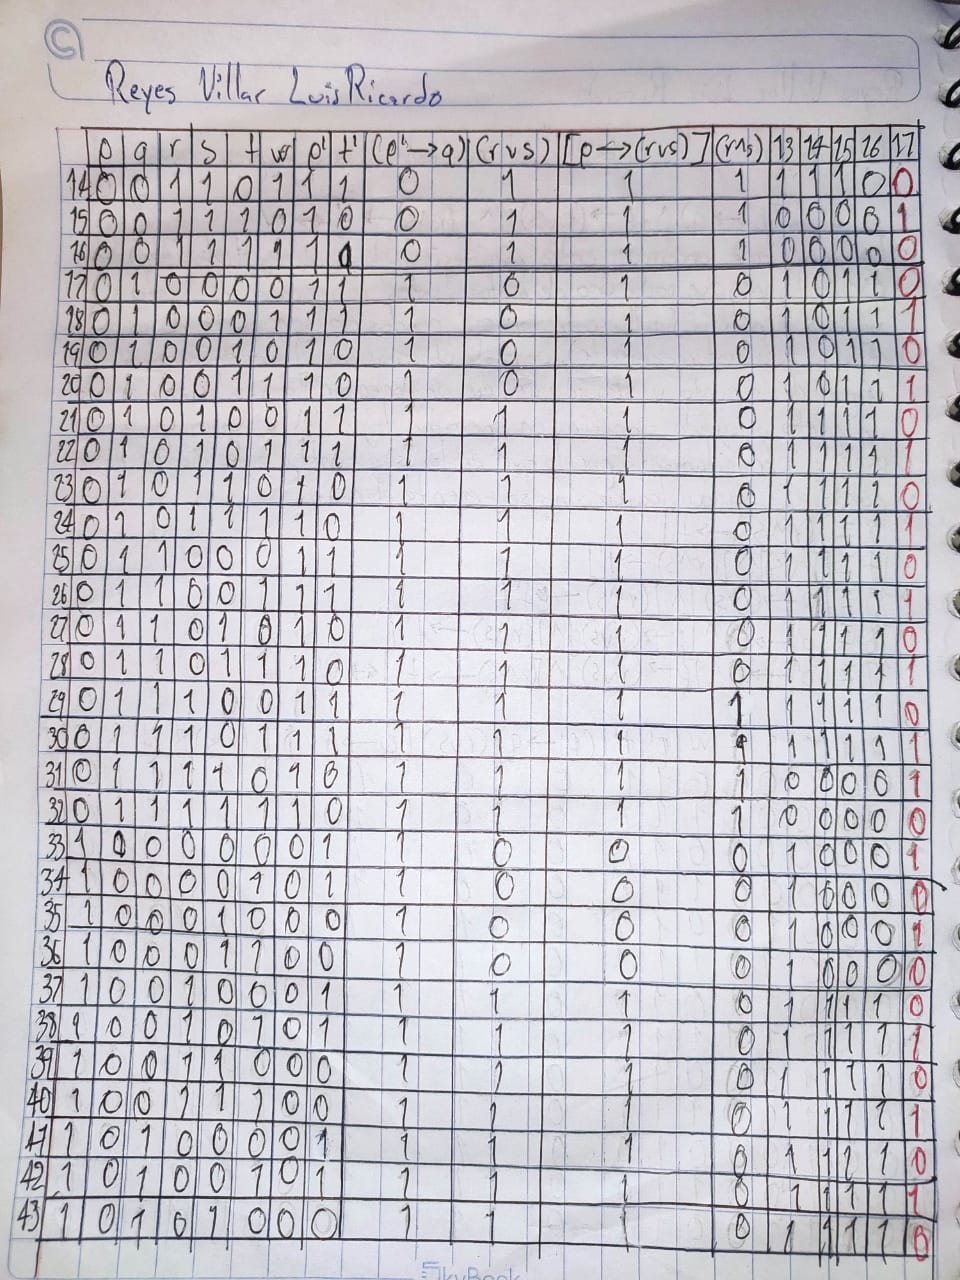 Reyes Villar Luis Ricardo
p q r s t w p' t' (p'→q) (r∨s) [p→(r∨s)] (r∧s) 13 14 15 16 17
14 0 0 1 1 0 1 1 1 0 1 1 1 1 1 1 0 0
15 0 0 1 1 1 0 1 0 0 1 1 1 0 0 0 0 1
16 0 0 1 1 1 1 1 0 0 1 1 1 0 0 0 0 0
17 0 1 0 0 0 0 1 1 1 0 1 0 1 0 1 1 0
18 0 1 0 0 0 1 1 1 1 0 1 0 1 0 1 1 1
19 0 1 0 0 1 0 1 0 1 0 1 0 1 0 1 1 0
20 0 1 0 0 1 1 1 0 1 0 1 0 1 0 1 1 1
21 0 1 0 1 0 0 1 1 1 1 1 0 1 1 1 1 0
22 0 1 0 1 0 1 1 1 1 1 1 0 1 1 1 1 1
23 0 1 0 1 1 0 1 0 1 1 1 0 1 1 1 1 0
24 0 1 0 1 1 1 1 0 1 1 1 0 1 1 1 1 1
25 0 1 1 0 0 0 1 1 1 1 1 0 1 1 1 1 0
26 0 1 1 0 0 1 1 1 1 1 1 0 1 1 1 1 1
27 0 1 1 0 1 0 1 0 1 1 1 0 1 1 1 1 0
28 0 1 1 0 1 1 1 0 1 1 1 0 1 1 1 1 1
29 0 1 1 1 0 0 1 1 1 1 1 1 1 1 1 1 0
30 0 1 1 1 0 1 1 1 1 1 1 1 1 1 1 1 1
31 0 1 1 1 1 0 1 0 1 1 1 1 0 0 0 0 1
32 0 1 1 1 1 1 1 0 1 1 1 1 0 0 0 0 0
33 1 0 0 0 0 0 0 1 1 0 0 0 1 0 0 0 1
34 1 0 0 0 0 1 0 1 1 0 0 0 1 0 0 0 0
35 1 0 0 0 1 0 0 0 1 0 0 0 1 0 0 0 1
36 1 0 0 0 1 1 0 0 1 0 0 0 1 0 0 0 0
37 1 0 0 1 0 0 0 1 1 1 1 0 1 1 1 1 0
38 1 0 0 1 0 1 0 1 1 1 1 0 1 1 1 1 1
39 1 0 0 1 1 0 0 0 1 1 1 0 1 1 1 1 0
40 1 0 0 1 1 1 0 0 1 1 1 0 1 1 1 1 1
41 1 0 1 0 0 0 0 1 1 1 1 0 1 1 1 1 0
42 1 0 1 0 0 1 0 1 1 1 1 0 1 1 1 1 1
43 1 0 1 0 1 0 0 0 1 1 1 0 1 1 1 1 0
SkyBook